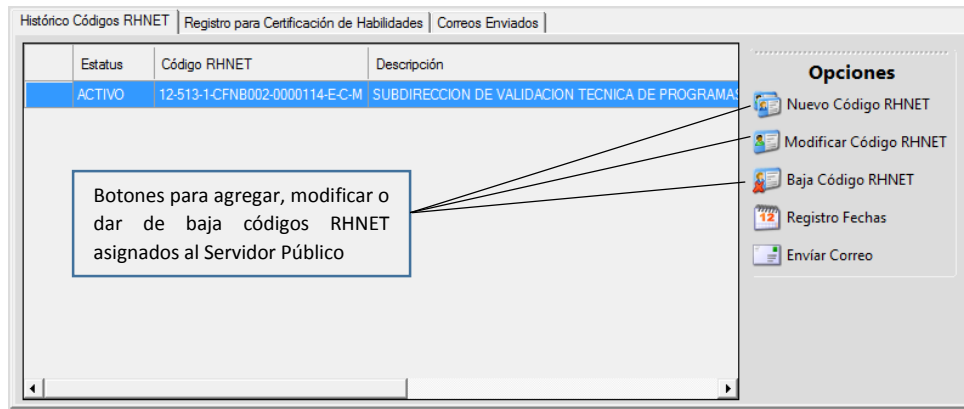 Histórico Códigos RHNET Registro para Certificación de Habilidades Correos Enviados
Estatus Código RHNET Descripción
ACTIVO 12-513-1-CFNB002-0000114-E-C-M SUBDIRECCION DE VALIDACION TECNICA DE PROGRAMAS
Botones para agregar, modificar o
dar de baja códigos RHNET
asignados al Servidor Público
Opciones
Nuevo Código RHNET
Modificar Código RHNET
Baja Código RHNET
12 Registro Fechas
Envíar Correo